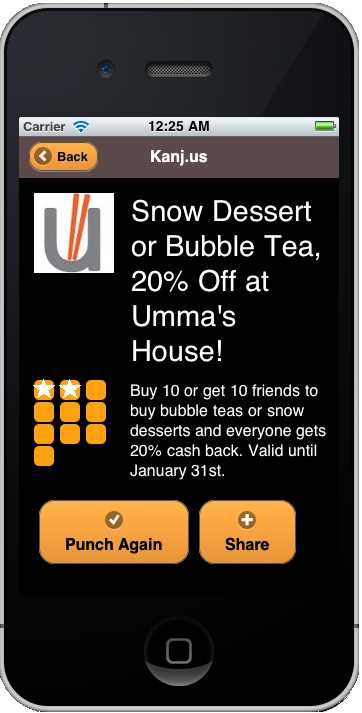 Carrier 12:25 AM
Back Kanj.us
u
Snow Dessert
or Bubble Tea,
20% Off at
Umma's
House!
Buy 10 or get 10 friends to
buy bubble teas or snow
desserts and everyone gets
20% cash back. Valid until
January 31st.
Punch Again Share